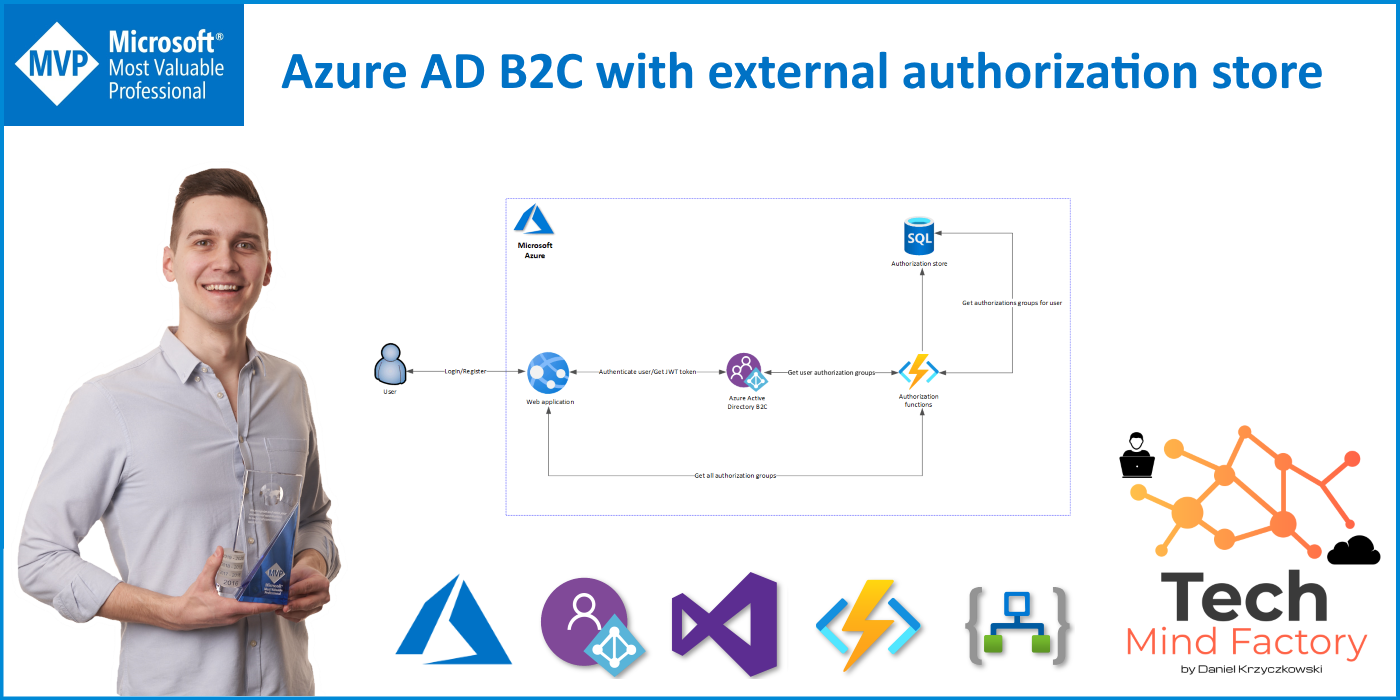 MVP
Microsoft®
Most Valuable
Professional
Azure AD B2C with external authorization store
Microsoft
Azure
SQL
Authorization store
Get authorizations groups for user
User
Login/Register
Web application
Authenticate user/Get JWT token
Azure Active
Directory B2C
Get user authorization groups
Authorization
functions
Get all authorization groups
MVP
Microsoft®
Tech
Mind Factory
by Daniel Krzyczkowski